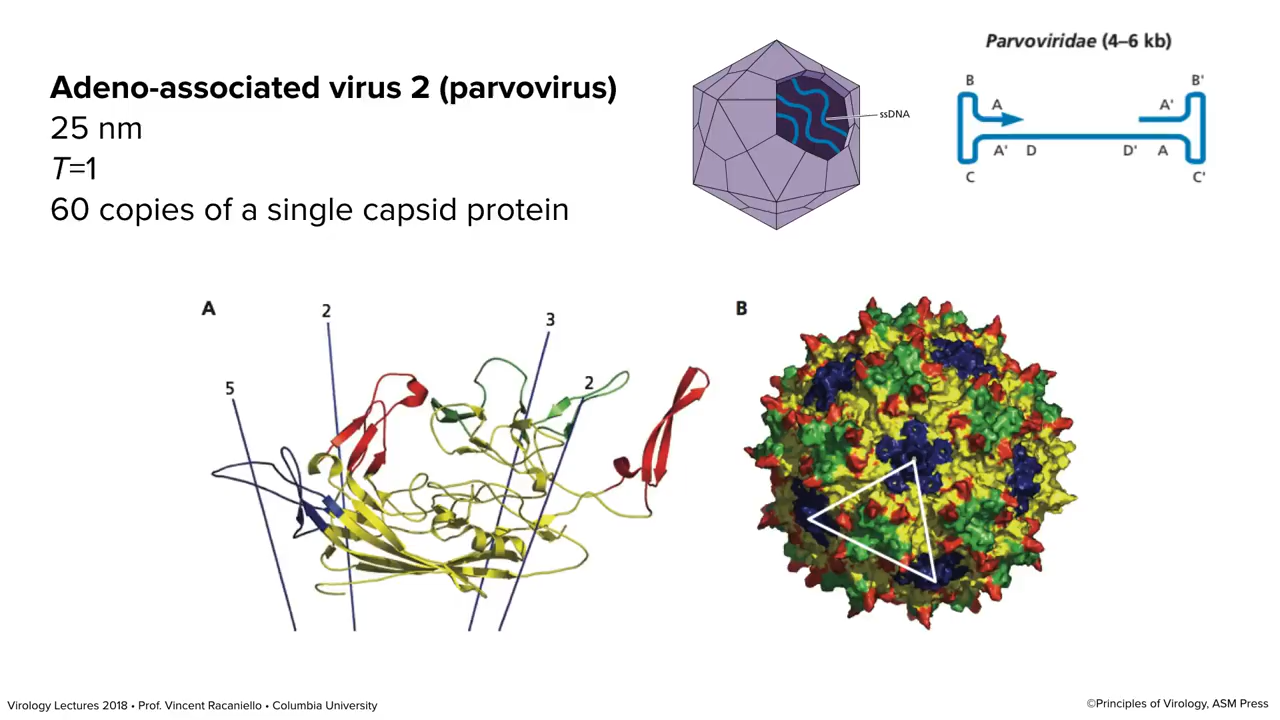 Adeno-associated virus 2 (parvovirus)
25 nm
T=1
60 copies of a single capsid protein
ssDNA
Parvoviridae (4–6 kb)
B
B'
A
A'
A' D
D' A
C
C'
A
2
3
5
2
B
Virology Lectures 2018 • Prof. Vincent Racaniello • Columbia University
©Principles of Virology, ASM Press